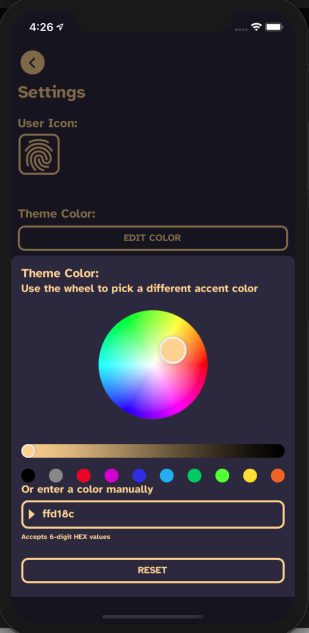 4:26
Settings
User Icon:
Theme Color:
EDIT COLOR
Theme Color:
Use the wheel to pick a different accent color
Or enter a color manually
ffd18c
Accepts 6-digit HEX values
RESET